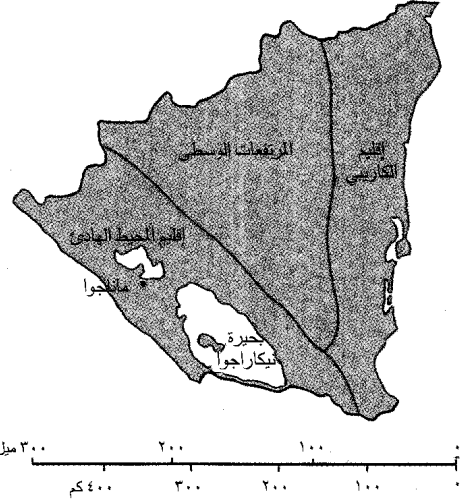 المرتفعات الوسطى
إقليم
الكاريبي
إقليم المحيط الهادئ
ماناجوا
بحيرة
نيكاراجوا
٣٠٠ ميل ٢٠٠ ١٠٠ ٠
٤٠٠ كم ٣٠٠ ٢٠٠ ١٠٠ ٠